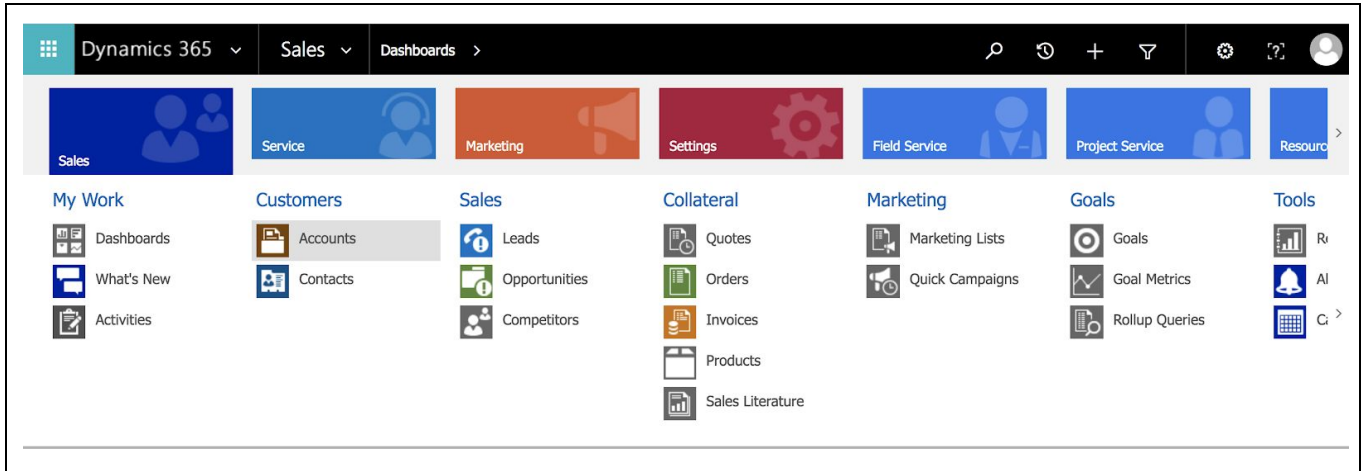 Dynamics 365 Sales Dashboards
Sales Service Marketing Settings Field Service Project Service
My Work Customers Sales Collateral Marketing Goals Tools
Dashboards Accounts Leads Quotes Marketing Lists Goals
What's New Contacts Opportunities Orders Quick Campaigns Goal Metrics
Activities Competitors Invoices Rollup Queries
Products
Sales Literature